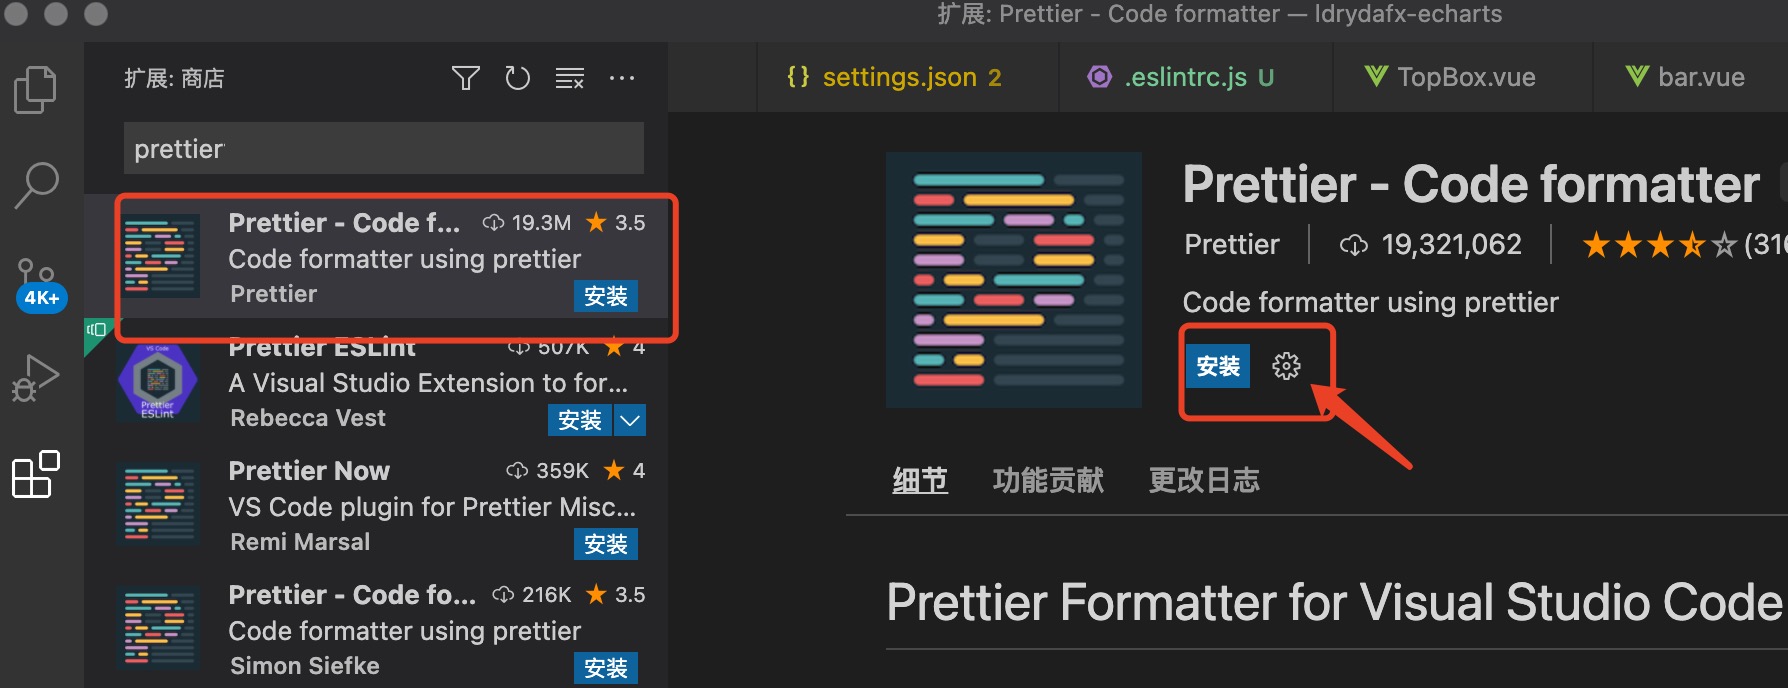 扩展: Prettier - Code formatter — ldrydafx-echarts
扩展: 商店
settings.json 2
.eslintrc.js U
TopBox.vue
bar.vue
prettier
Prettier - Code f... 19.3M 3.5
Code formatter using prettier
Prettier
安装
4K+
Prettier ESLint 507K 4
A Visual Studio Extension to for...
Rebecca Vest
安装
VS Code
Prettier
ESLint
Prettier Now 359K 4
VS Code plugin for Prettier Misc...
Remi Marsal
安装
Prettier - Code fo... 216K 3.5
Code formatter using prettier
Simon Siefke
安装
Prettier - Code formatter
Prettier 19,321,062
Code formatter using prettier
安装
细节 功能贡献 更改日志
Prettier Formatter for Visual Studio Code